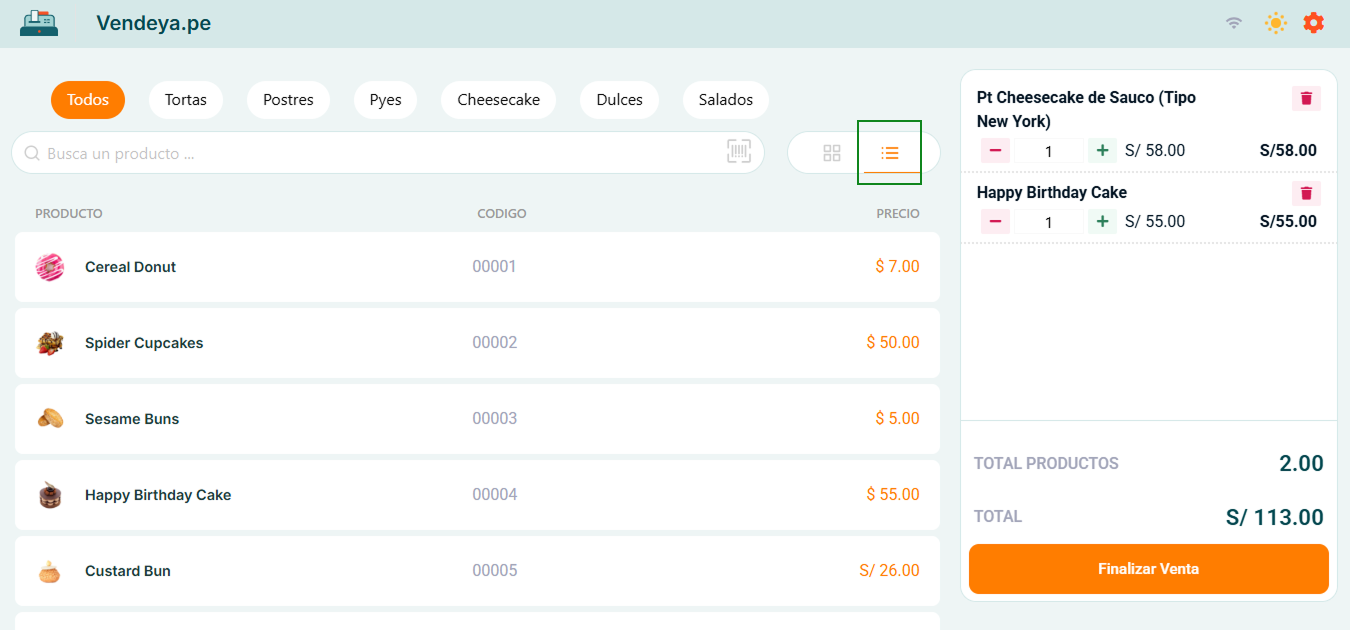 Vendeya.pe
Todos Tortas Postres Pyes Cheesecake Dulces Salados
Busca un producto ...
PRODUCTO CODIGO PRECIO
Cereal Donut 00001 $ 7.00
Spider Cupcakes 00002 $ 50.00
Sesame Buns 00003 $ 5.00
Happy Birthday Cake 00004 $ 55.00
Custard Bun 00005 S/ 26.00
Pt Cheesecake de Sauco (Tipo
New York)
− 1 + S/ 58.00 S/58.00
Happy Birthday Cake
− 1 + S/ 55.00 S/55.00
TOTAL PRODUCTOS 2.00
TOTAL S/ 113.00
Finalizar Venta